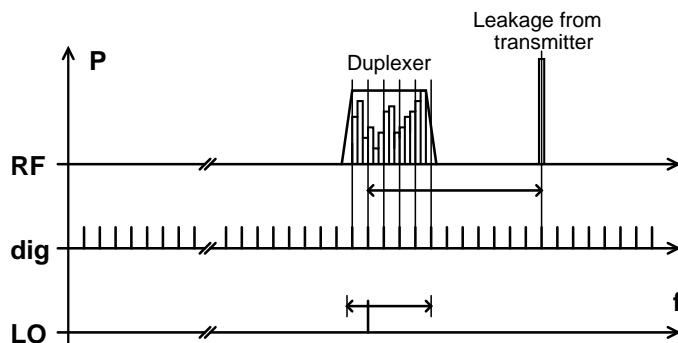 Leakage from
transmitter
P
Duplexer
RF
dig
f
LO